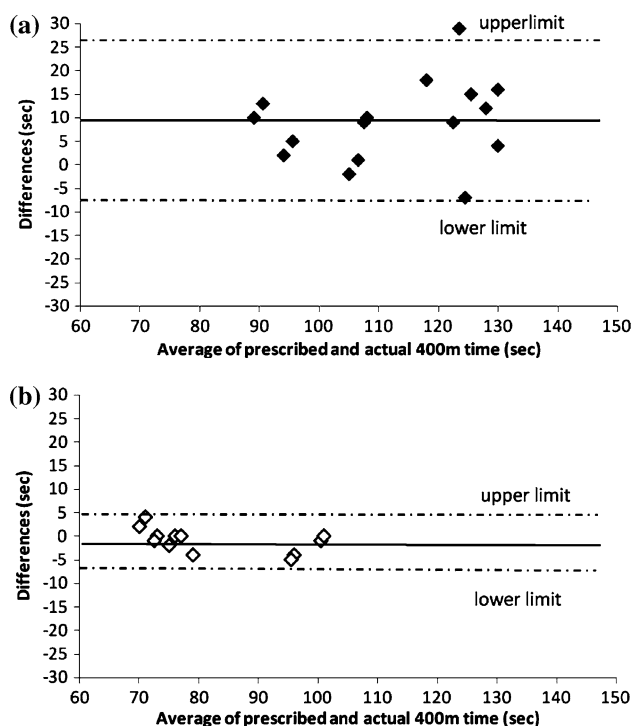 (a)
30
25
20
15
10
5
0
-5
-10
-15
-20
-25
-30
Differences (sec)
upperlimit
lower limit
60 70 80 90 100 110 120 130 140 150
Average of prescribed and actual 400m time (sec)
(b)
30
25
20
15
10
5
0
-5
-10
-15
-20
-25
-30
Differences (sec)
upper limit
lower limit
60 70 80 90 100 110 120 130 140 150
Average of prescribed and actual 400m time (sec)